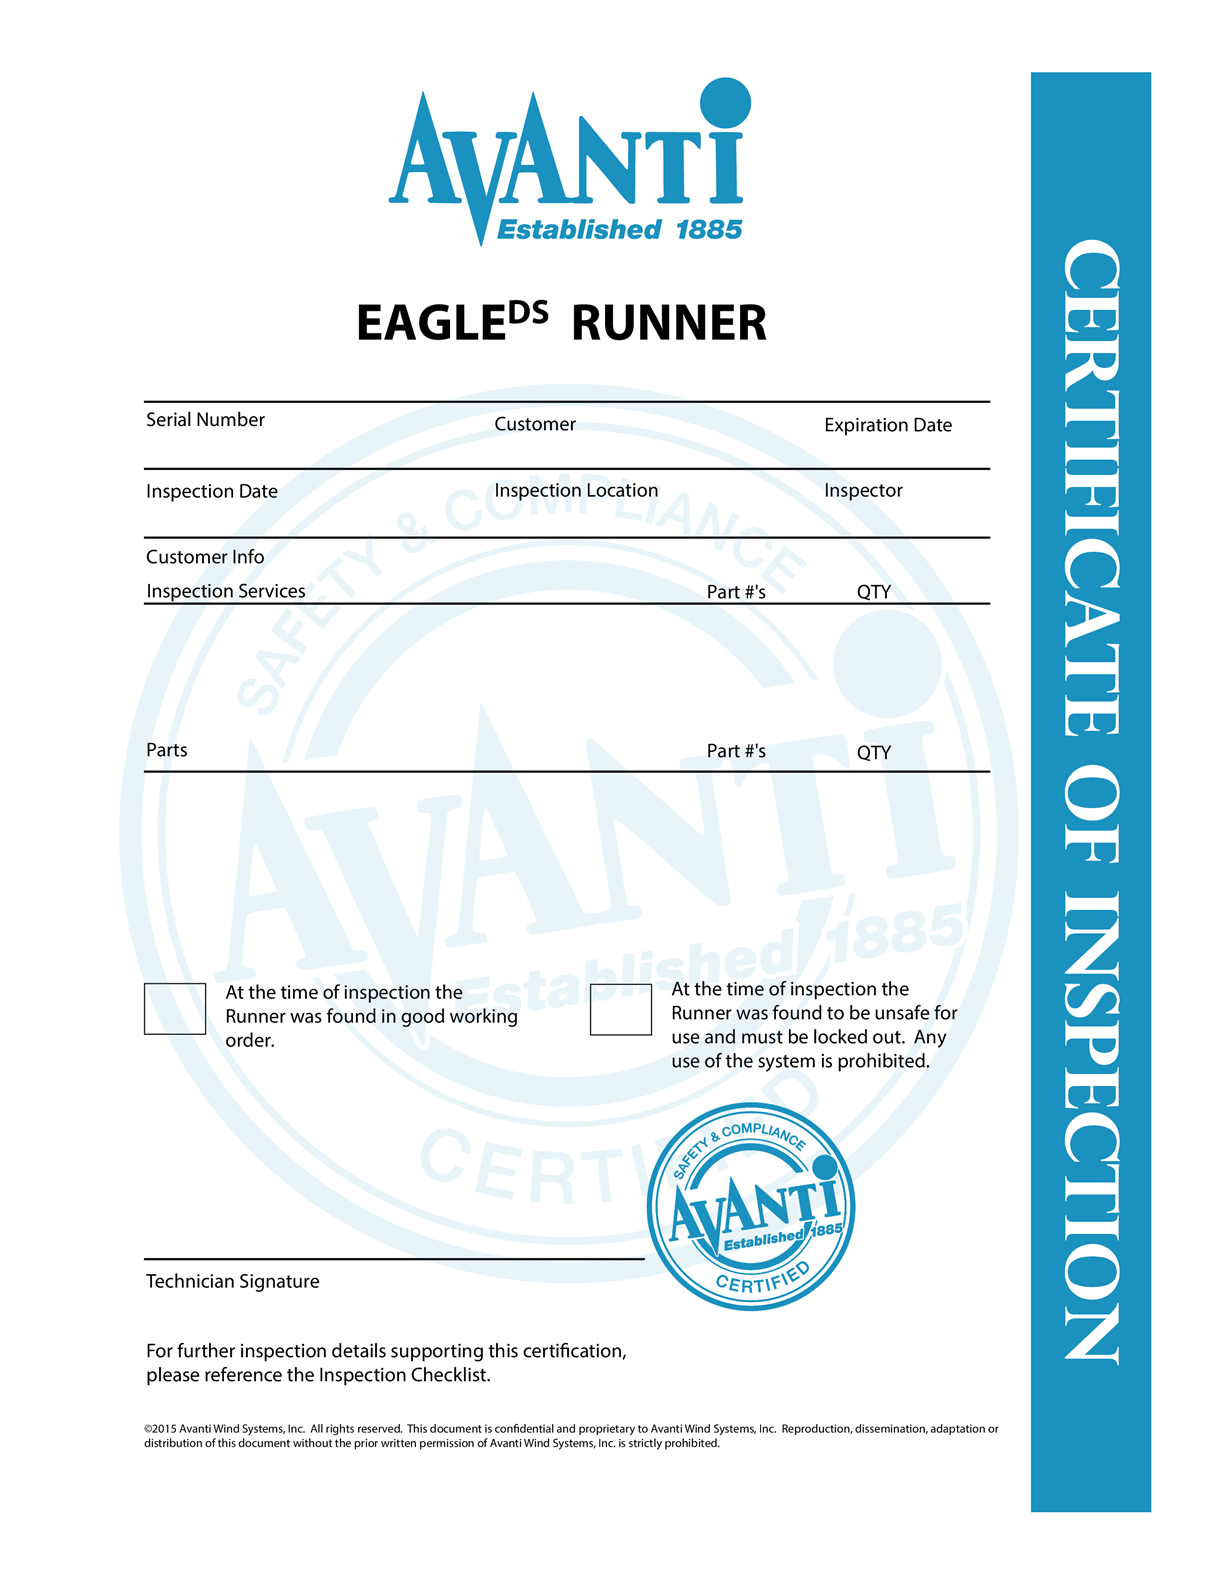 AVANTI
Established 1885
EAGLEDS RUNNER
Serial Number Customer Expiration Date
Inspection Date Inspection Location Inspector
Customer Info
Inspection Services Part #'s QTY
Parts Part #'s QTY
At the time of inspection the
Runner was found in good working
order.
At the time of inspection the
Runner was found to be unsafe for
use and must be locked out.  Any
use of the system is prohibited.
SAFETY & COMPLIANCE
AVANTI
Established 1885
CERTIFIED
SAFETY & COMPLIANCE
AVANTI
Established 1885
CERTIFIED
Technician Signature
For further inspection details supporting this certification,
please reference the Inspection Checklist.
©2015 Avanti Wind Systems, Inc.  All rights reserved.  This document is confidential and proprietary to Avanti Wind Systems, Inc.  Reproduction, dissemination, adaptation or
distribution of this document without the prior written permission of Avanti Wind Systems, Inc. is strictly prohibited.
CERTIFICATE OF INSPECTION